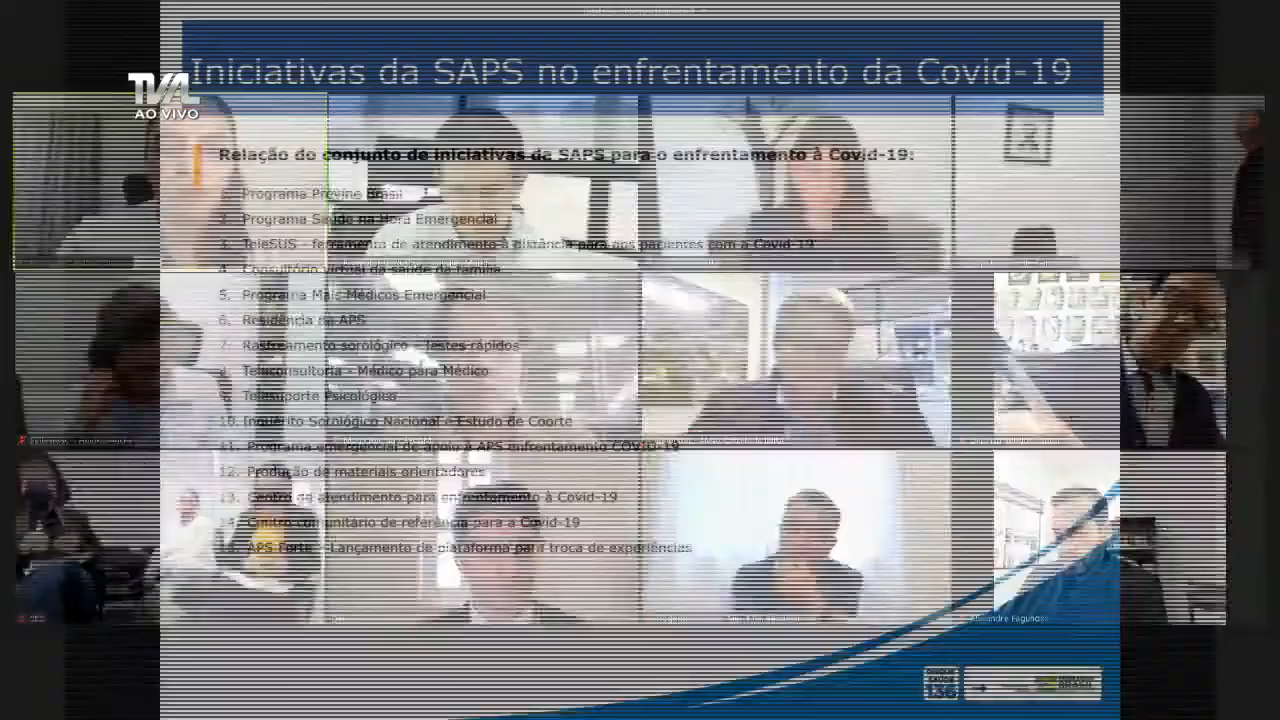 Iniciativas da SAPS no enfrentamento da Covid-19
TVAL
AO VIVO
Relação do conjunto de iniciativas da SAPS para o enfrentamento à Covid-19:
1. Programa Previne Brasil
2. Programa Saúde na Hora Emergencial
3. TeleSUS - ferramento de atendimento à distância para aos pacientes com a Covid-19
4. Consultório virtual da saúde da família
5. Programa Mais Médicos Emergencial
6. Residência na APS
7. Rastreamento sorológico - Testes rápidos
8. Teleconsultoria - Médico para Médico
9. Telesuporte Psicológico
10. Inquérito Sorológico Nacional e Estudo de Coorte
11. Programa emergencial de apoio à APS enfrentamento COVID-19
12. Produção de materiais orientadores
13. Centro de atendimento para enfrentamento à Covid-19
14. Centro comunitário de referência para a Covid-19
15. APS Forte - Lançamento de plataforma para troca de experiências
Alexandre Fagundes
136
BRASIL